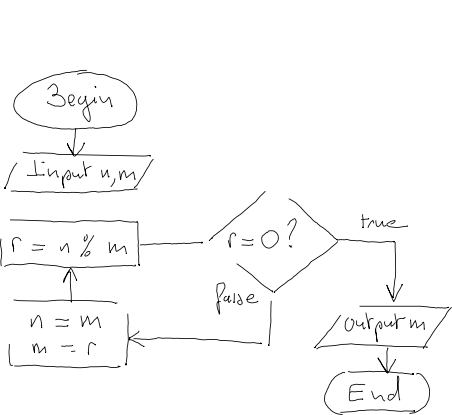 Begin
Input n, m
r = n % m
r = 0 ?
true
false
n = m
m = r
output m
End